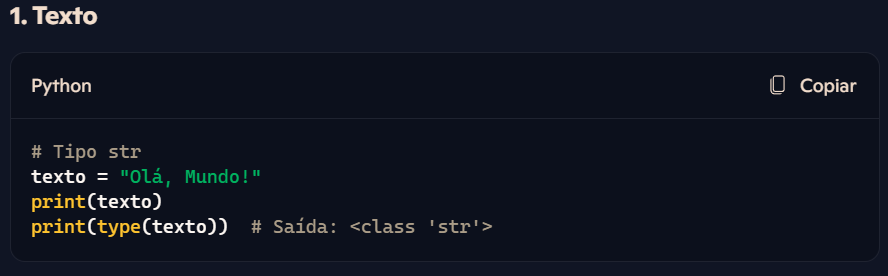 1. Texto
Python
Copiar
# Tipo str
texto = "Olá, Mundo!"
print(texto)
print(type(texto))  # Saída: <class 'str'>